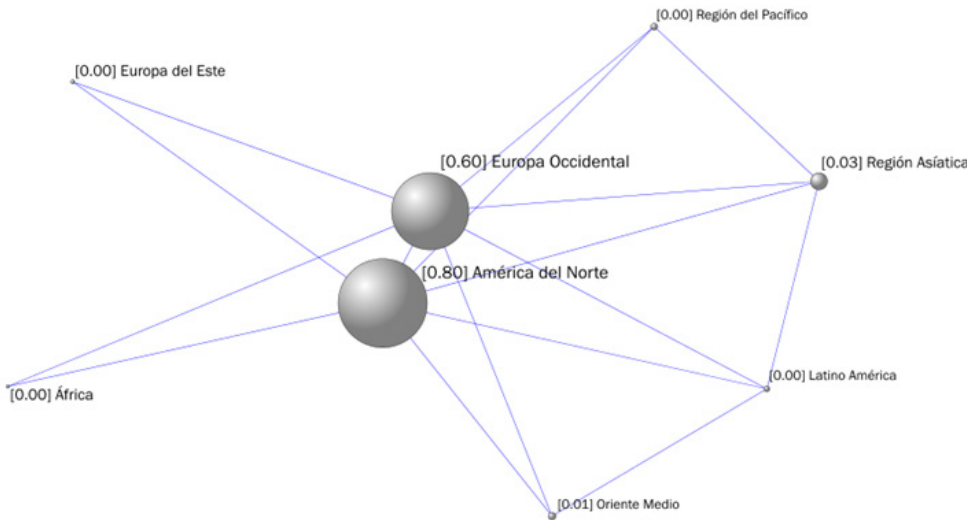 [0.00] Región del Pacífico
[0.00] Europa del Este
[0.60] Europa Occidental
[0.03] Región Asíatica
[0.80] América del Norte
[0.00] Latino América
[0.00] África
[0.01] Oriente Medio